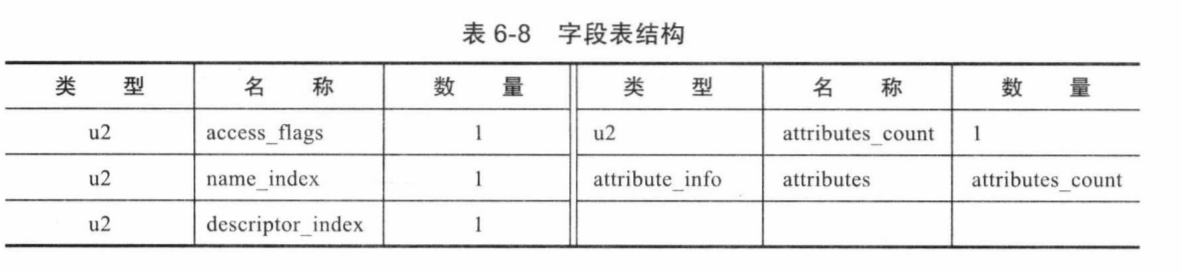 表 6-8 字段表结构
类 型 名 称 数 量 类 型 名 称 数 量
u2 access_flags 1 u2 attributes_count 1
u2 name_index 1 attribute_info attributes attributes_count
u2 descriptor_index 1